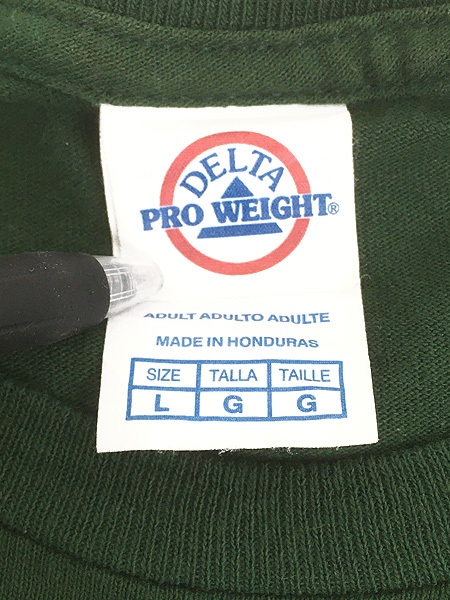 DELTA
PRO WEIGHT®
ADULT ADULTO ADULTE
MADE IN HONDURAS
SIZE TALLA TAILLE
L G G